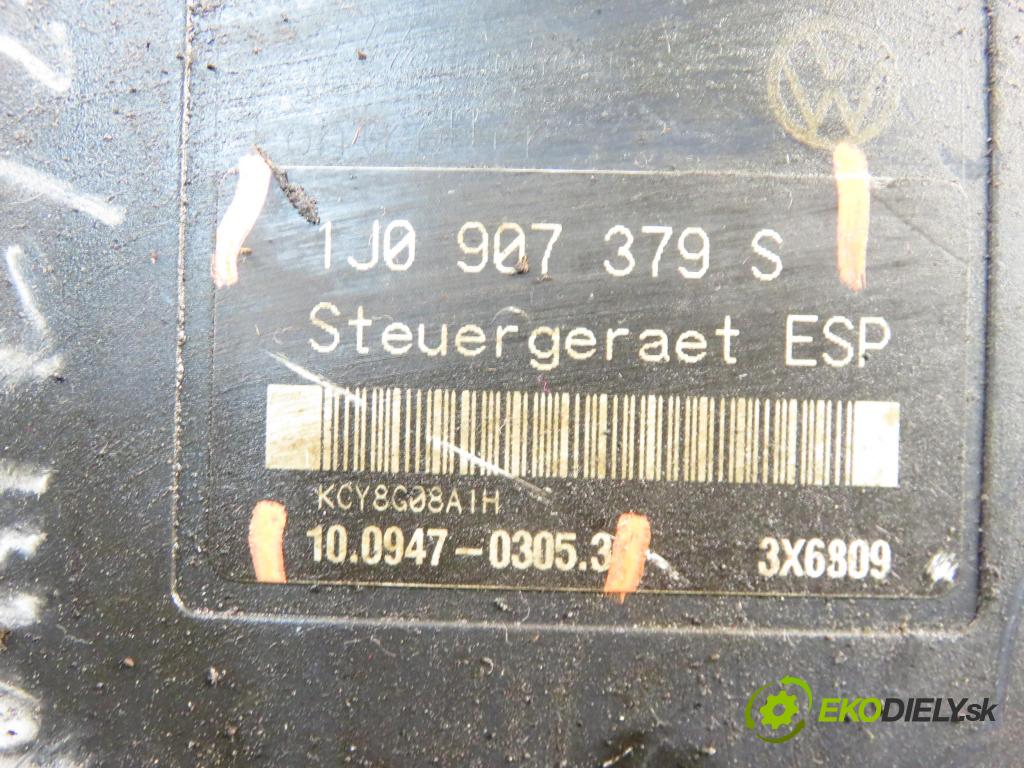 1J0 907 379 S
Steuergeraet ESP
KCY8G08A1H
10.0947-0305.3
3X6809
EKODIELY.sk